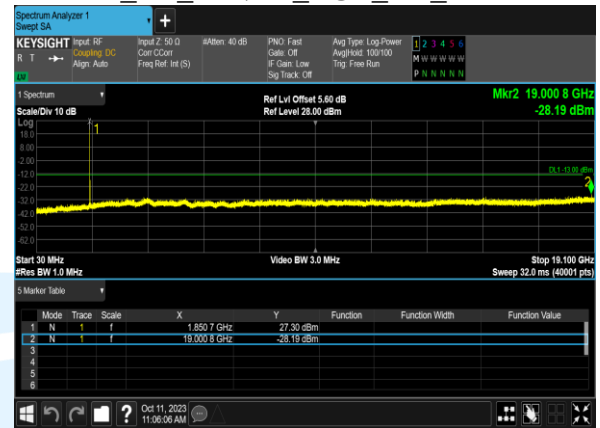 Spectrum Analyzer 1
Swept SA
KEYSIGHT Input: RF Input Z: 50 Ω #Atten: 40 dB PNO: Fast Avg Type: Log-Power 1 2 3 4 5 6
R T Coupling: DC Corr CCorr Gate: Off Avg|Hold: 100/100 M W W W W W
Align: Auto Freq Ref: Int (S) IF Gain: Low Trig: Free Run
Sig Track: Off P N N N N N
1 Spectrum Ref Lvl Offset 5.60 dB Mkr2 19.000 8 GHz
Scale/Div 10 dB Ref Level 28.00 dBm -28.19 dBm
Log
1
18.0
8.00
-2.00
-12.0 DL1 -13.00 dBm
-22.0 2
-32.0
-42.0
-52.0
-62.0
Start 30 MHz Video BW 3.0 MHz Stop 19.100 GHz
#Res BW 1.0 MHz Sweep 32.0 ms (40001 pts)
5 Marker Table
Mode Trace Scale X Y Function Function Width Function Value
1 N 1 f 1.850 7 GHz 27.30 dBm
2 N 1 f 19.000 8 GHz -28.19 dBm
3
4
5
6
? Oct 11, 2023
11:06:06 AM